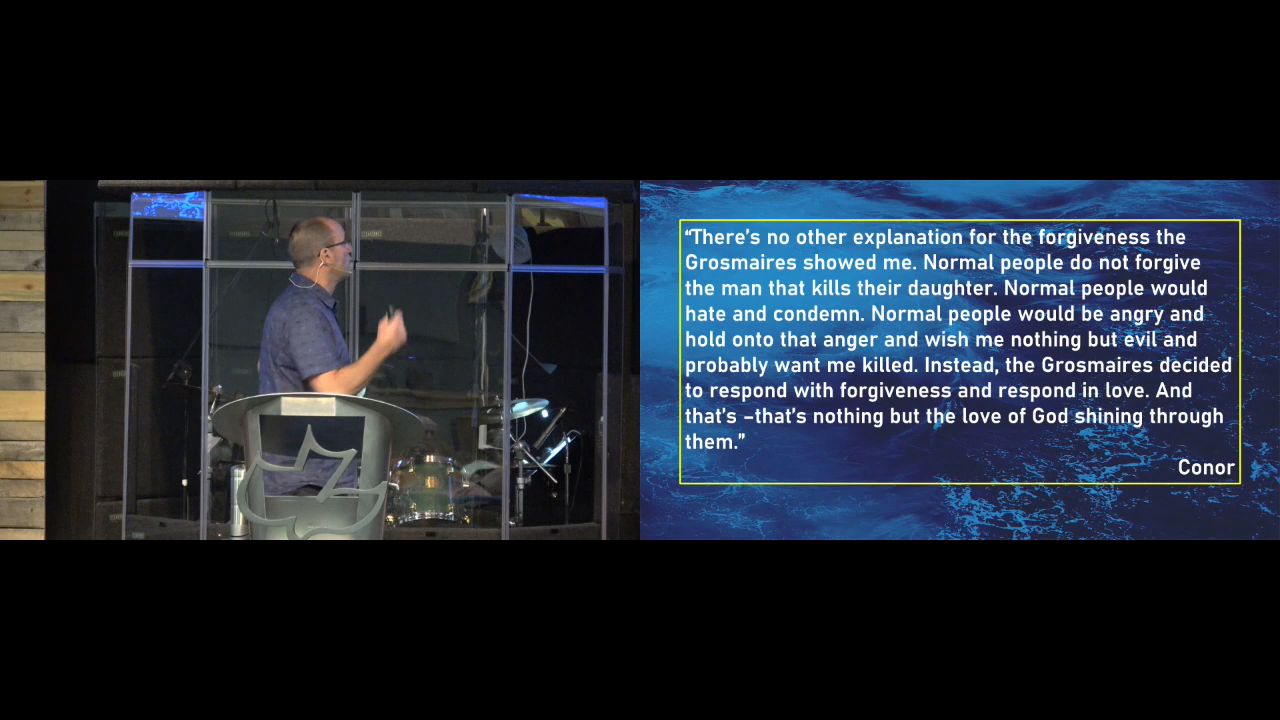 “There’s no other explanation for the forgiveness the
Grosmaires showed me. Normal people do not forgive
the man that kills their daughter. Normal people would
hate and condemn. Normal people would be angry and
hold onto that anger and wish me nothing but evil and
probably want me killed. Instead, the Grosmaires decided
to respond with forgiveness and respond in love. And
that’s –that’s nothing but the love of God shining through
them.”
Conor